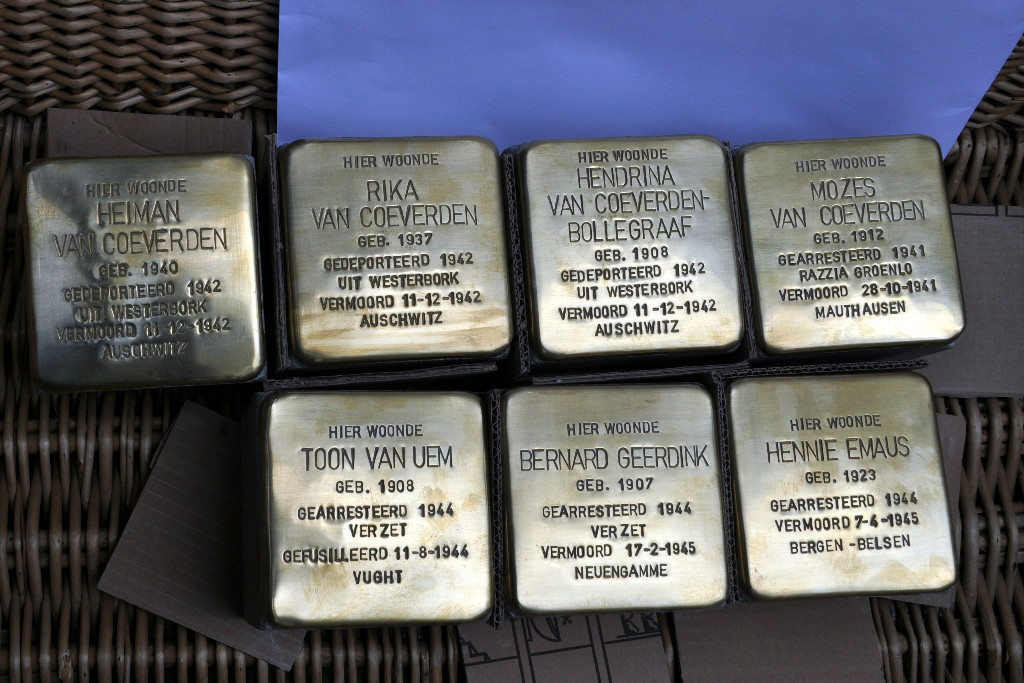 HIER WOONDE
HEIMAN
VAN COEVERDEN
GEB. 1940
GEDEPORTEERD 1942
UIT WESTERBORK
VERMOORD 11-12-1942
AUSCHWITZ
HIER WOONDE
RIKA
VAN COEVERDEN
GEB. 1937
GEDEPORTEERD 1942
UIT WESTERBORK
VERMOORD 11-12-1942
AUSCHWITZ
HIER WOONDE
HENDRINA
VAN COEVERDEN-
BOLLEGRAAF
GEB. 1908
GEDEPORTEERD 1942
UIT WESTERBORK
VERMOORD 11-12-1942
AUSCHWITZ
HIER WOONDE
MOZES
VAN COEVERDEN
GEB. 1912
GEARRESTEERD 1941
RAZZIA GROENLO
VERMOORD 28-10-1941
MAUTHAUSEN
HIER WOONDE
TOON VAN UEM
GEB. 1908
GEARRESTEERD 1944
VERZET
GEFUSILLEERD 11-8-1944
VUGHT
HIER WOONDE
BERNARD GEERDINK
GEB. 1907
GEARRESTEERD 1944
VERZET
VERMOORD 17-2-1945
NEUENGAMME
HIER WOONDE
HENNIE EMAUS
GEB. 1923
GEARRESTEERD 1944
VERMOORD 7-4-1945
BERGEN-BELSEN